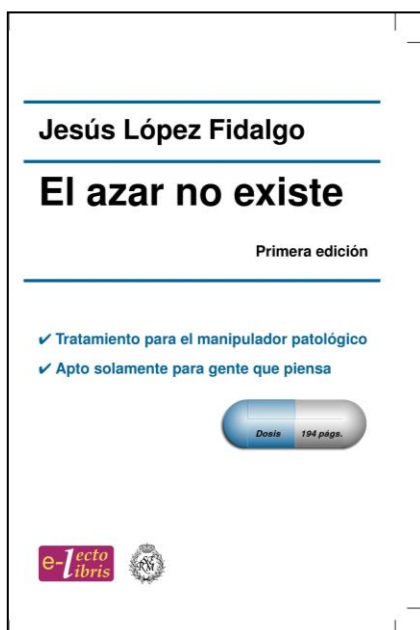 Jesús López Fidalgo
El azar no existe
Primera edición
✔ Tratamiento para el manipulador patológico
✔ Apto solamente para gente que piensa
Dosis 194 págs.
e-Lecto
Libris